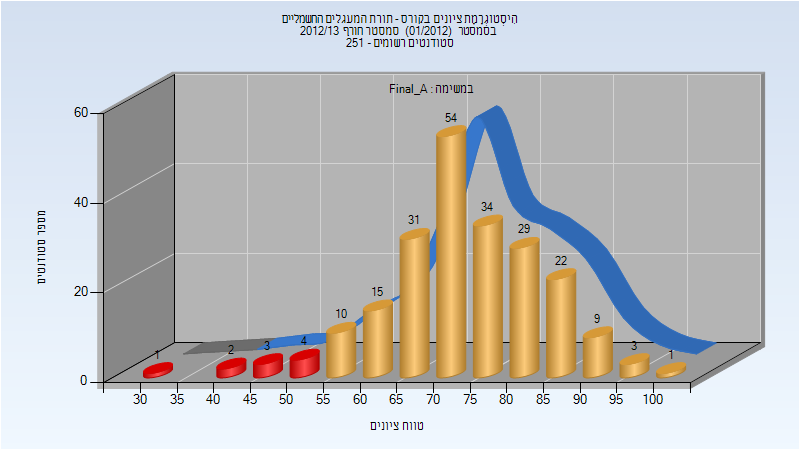 היסטוגרמת ציונים בקורס - תורת המעגלים החשמליים
בסמסטר (01/2012) סמסטר חורף 2012/13
סטודנטים רשומים - 251
במשימה : Final_A
מספר סטודנטים
60
40
20
0
1
2
3
4
10
15
31
54
34
29
22
9
3
1
30 35 40 45 50 55 60 65 70 75 80 85 90 95 100
טווח ציונים